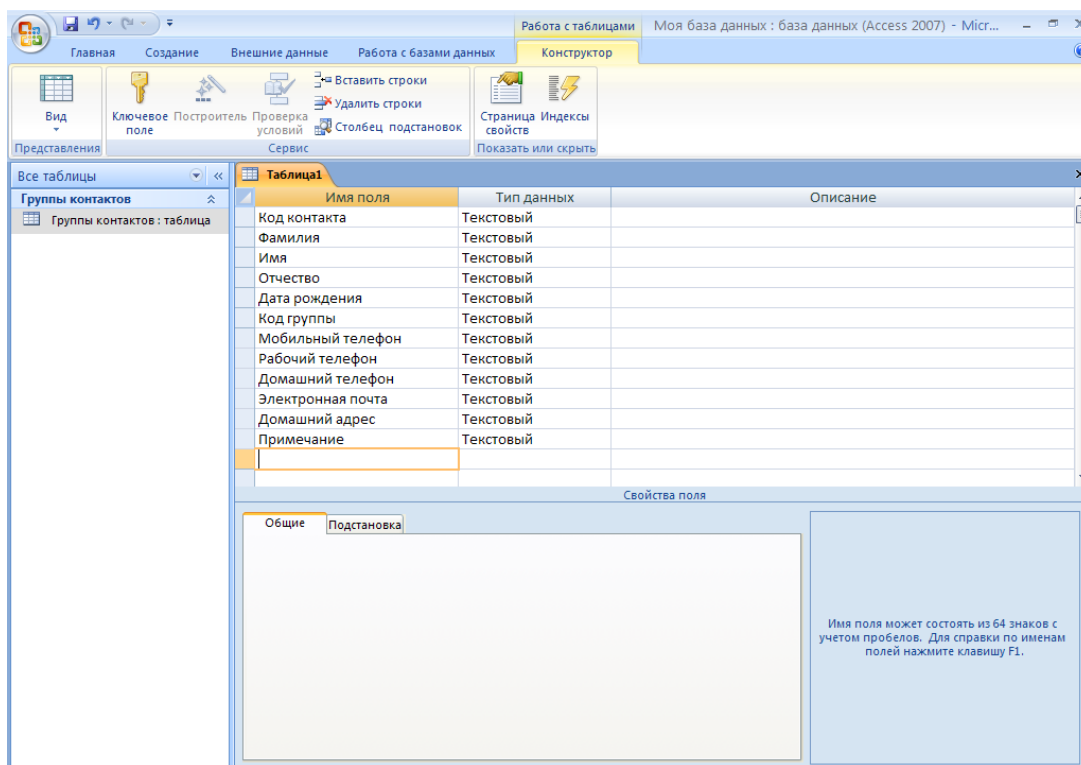 Работа с таблицами Моя база данных : база данных (Access 2007) - Micr...
Главная Создание Внешние данные Работа с базами данных Конструктор
Вид
Ключевое поле
Построитель
Проверка условий
Вставить строки
Удалить строки
Столбец подстановок
Страница свойств
Индексы
Представления Сервис Показать или скрыть
Все таблицы
Группы контактов
Группы контактов : таблица
Таблица1
Имя поля Тип данных Описание
Код контакта Текстовый
Фамилия Текстовый
Имя Текстовый
Отчество Текстовый
Дата рождения Текстовый
Код группы Текстовый
Мобильный телефон Текстовый
Рабочий телефон Текстовый
Домашний телефон Текстовый
Электронная почта Текстовый
Домашний адрес Текстовый
Примечание Текстовый
Свойства поля
Общие Подстановка
Имя поля может состоять из 64 знаков с
учетом пробелов. Для справки по именам
полей нажмите клавишу F1.